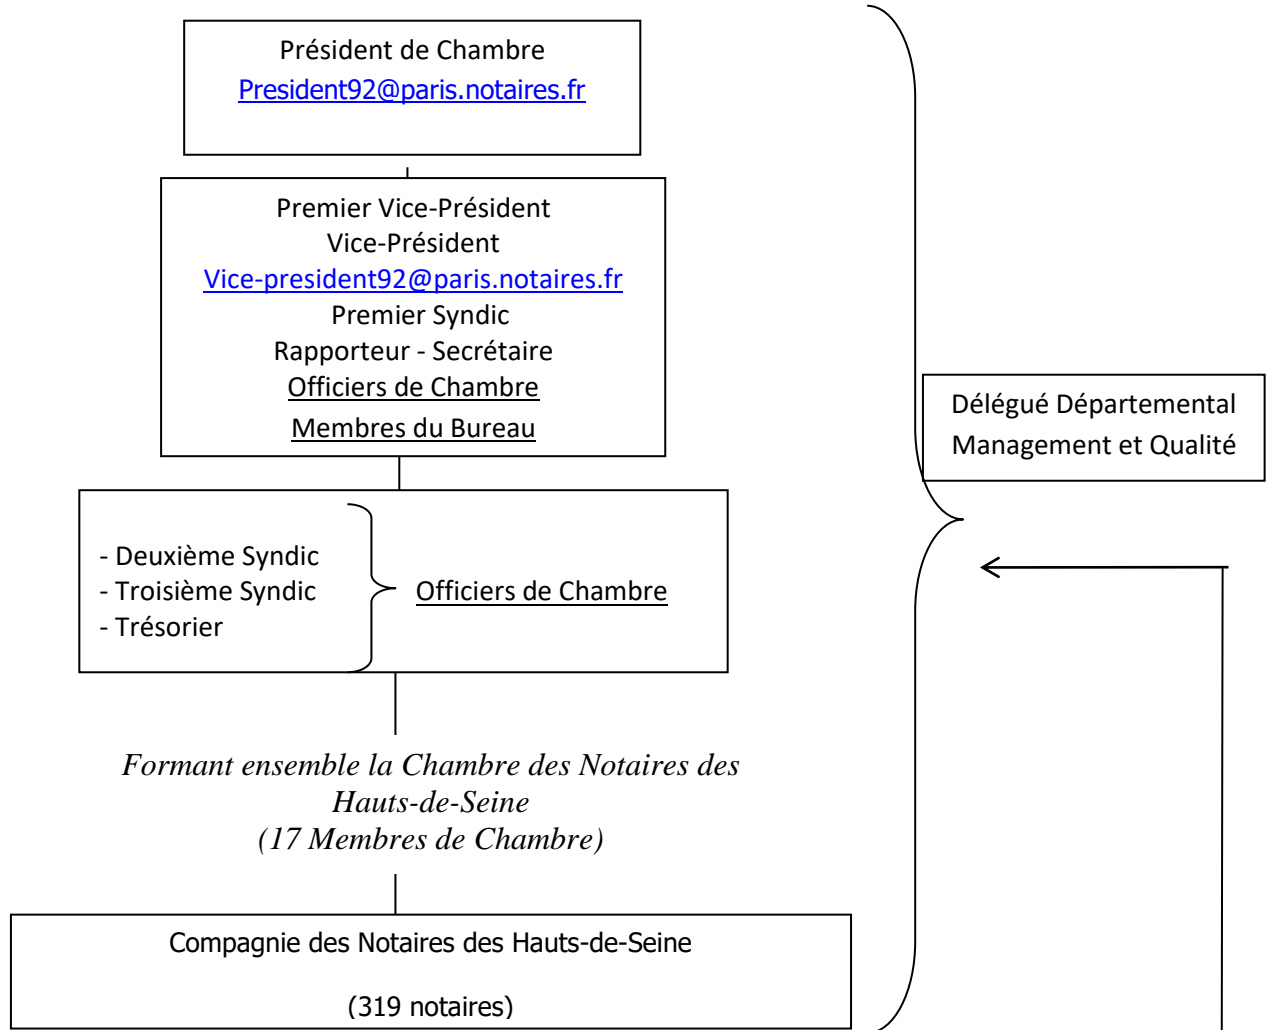 Président de Chambre
President92@paris.notaires.fr
Premier Vice-Président
Vice-Président
Vice-president92@paris.notaires.fr
Premier Syndic
Rapporteur - Secrétaire
Officiers de Chambre
Membres du Bureau
Délégué Départemental
Management et Qualité
- Deuxième Syndic
- Troisième Syndic
- Trésorier
Officiers de Chambre
Formant ensemble la Chambre des Notaires des
Hauts-de-Seine
(17 Membres de Chambre)
Compagnie des Notaires des Hauts-de-Seine
(319 notaires)